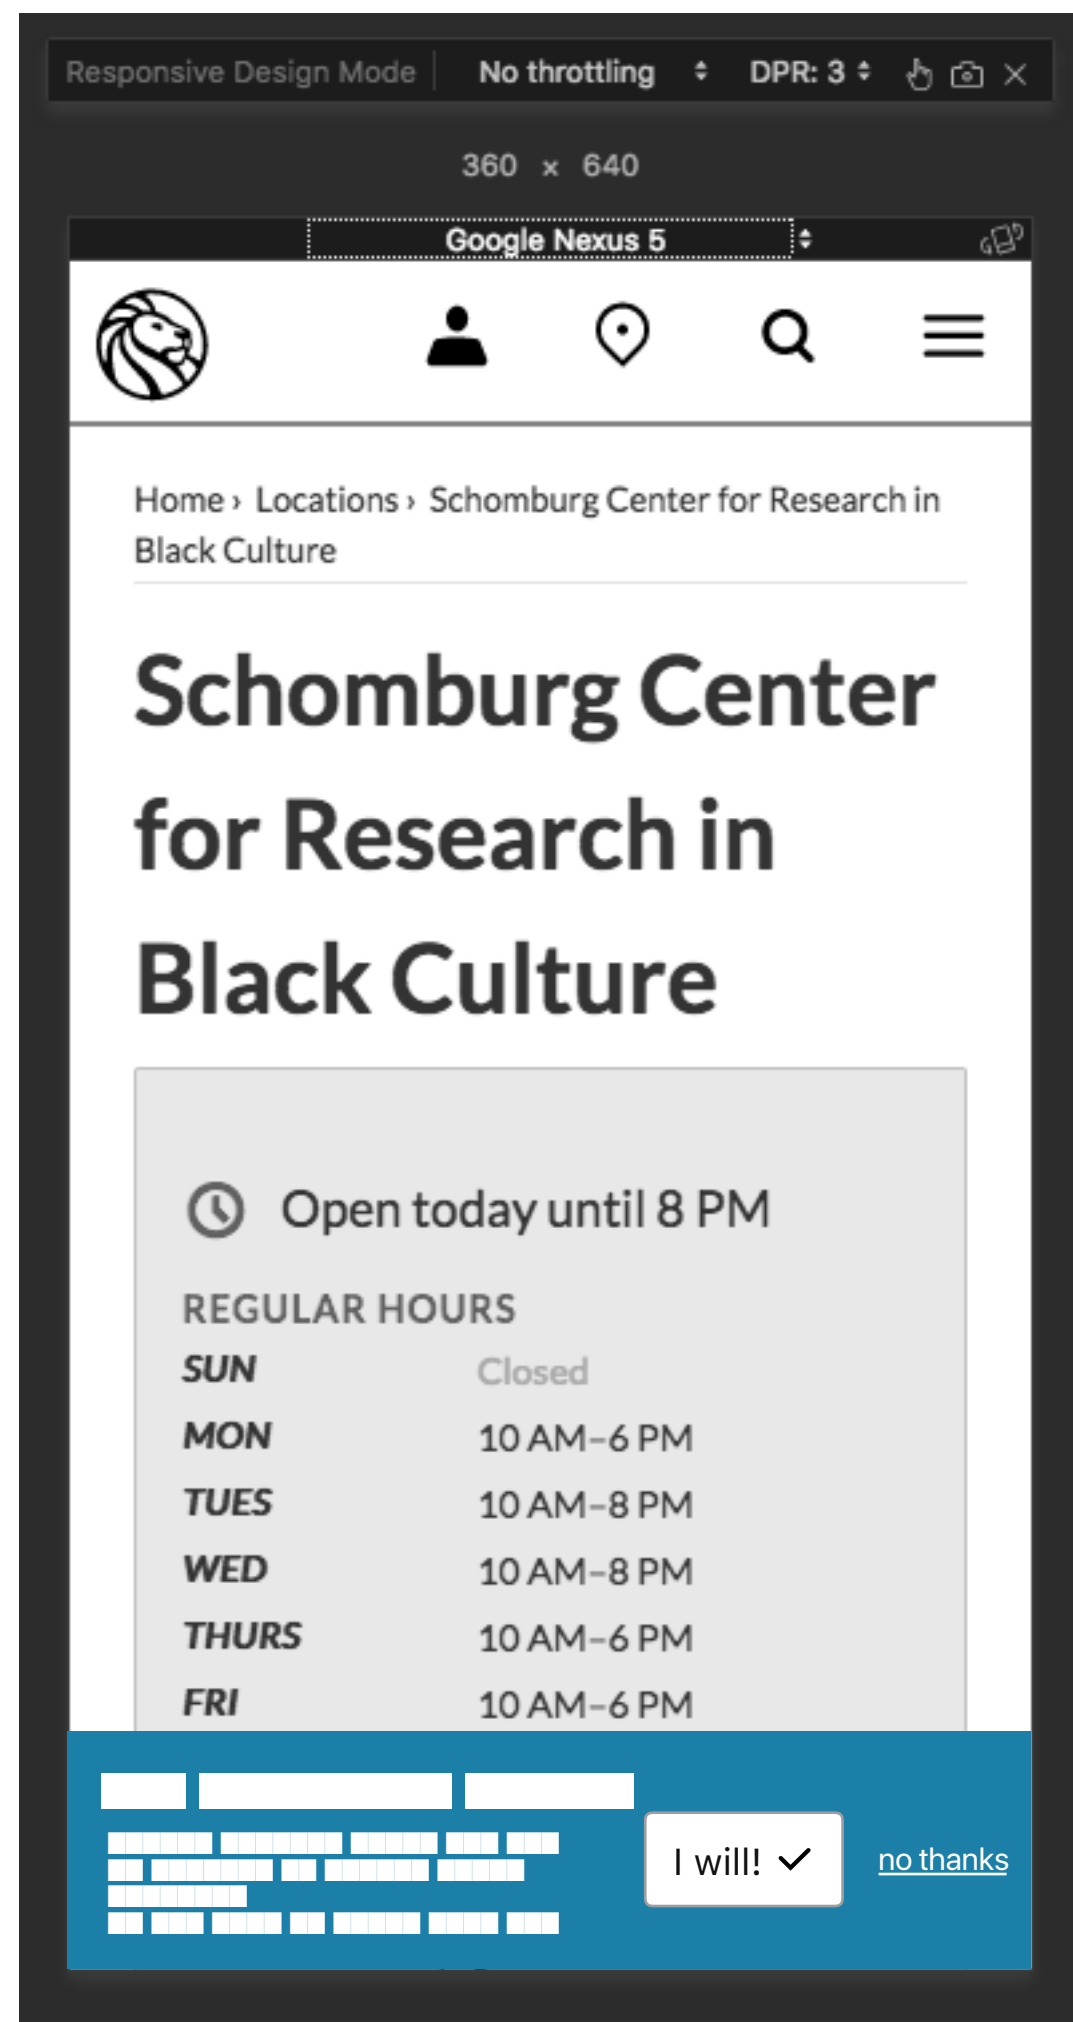 Responsive Design Mode No throttling DPR: 3
360 × 640
Google Nexus 5
Home › Locations › Schomburg Center for Research in
Black Culture
Schomburg Center
for Research in
Black Culture
Open today until 8 PM
REGULAR HOURS
SUN Closed
MON 10 AM–6 PM
TUES 10 AM–8 PM
WED 10 AM–8 PM
THURS 10 AM–6 PM
FRI 10 AM–6 PM
I will! ✓ no thanks